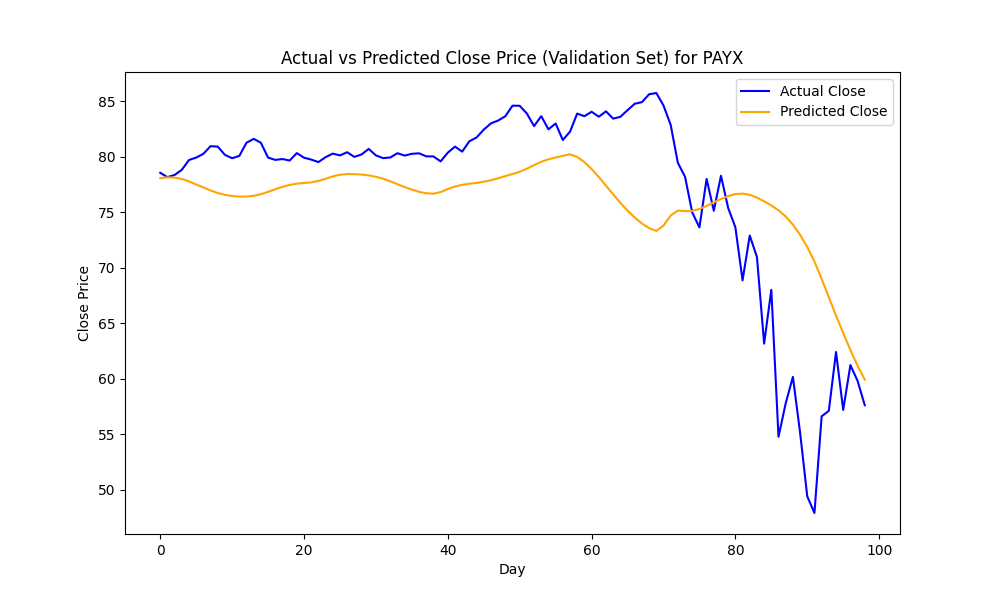 Actual vs Predicted Close Price (Validation Set) for PAYX
Actual Close
Predicted Close
Close Price
85
80
75
70
65
60
55
50
0 20 40 60 80 100
Day